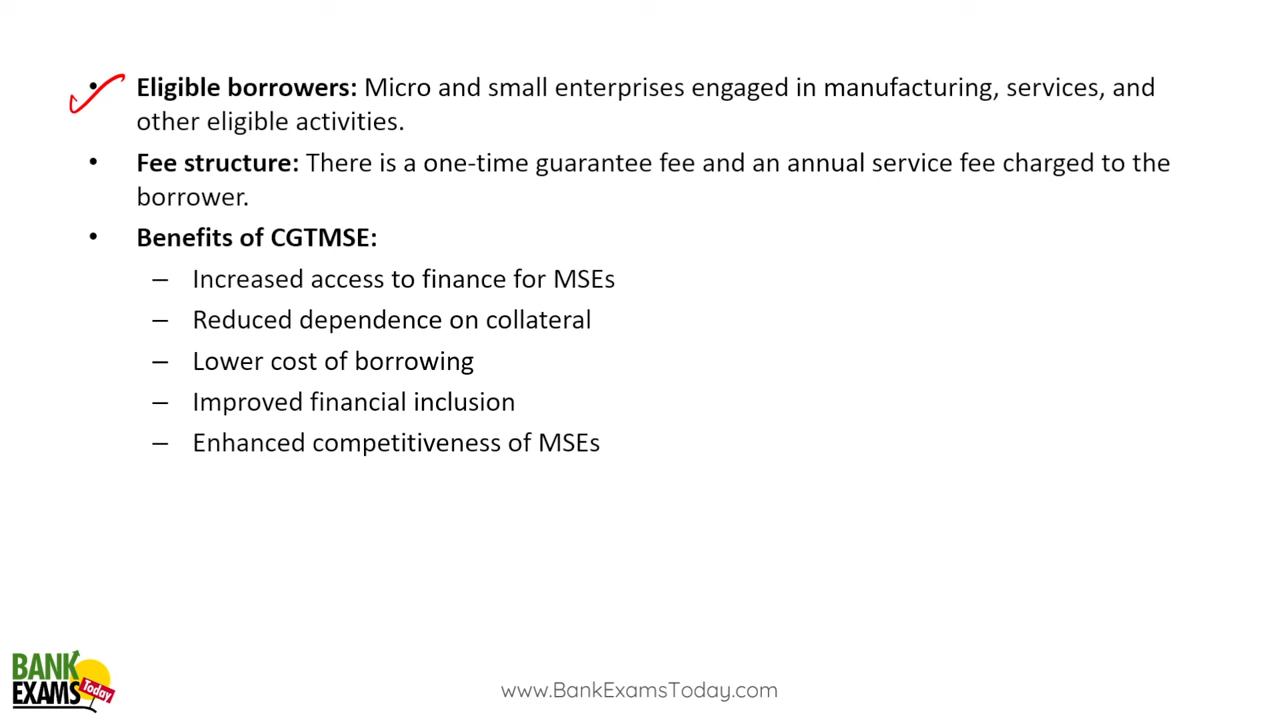 • Eligible borrowers: Micro and small enterprises engaged in manufacturing, services, and
other eligible activities.
• Fee structure: There is a one-time guarantee fee and an annual service fee charged to the
borrower.
• Benefits of CGTMSE:
– Increased access to finance for MSEs
– Reduced dependence on collateral
– Lower cost of borrowing
– Improved financial inclusion
– Enhanced competitiveness of MSEs
BANK
EXAMS Today
www.BankExamsToday.com